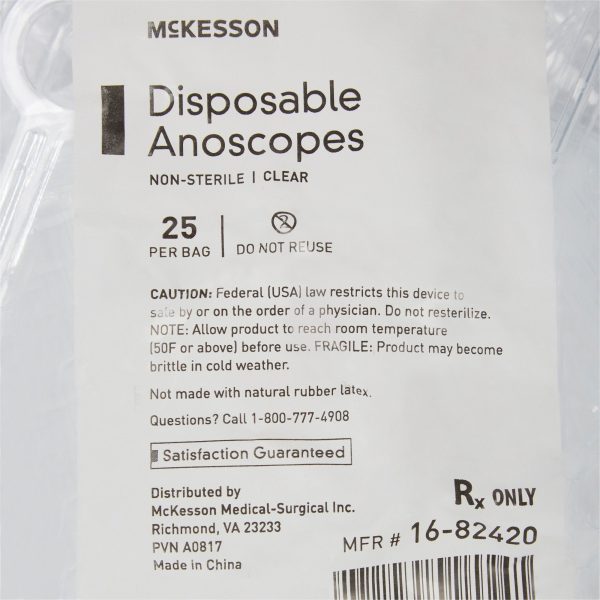 McKESSON
Disposable
Anoscopes
NON-STERILE | CLEAR
25
PER BAG
2
DO NOT REUSE
CAUTION: Federal (USA) law restricts this device to
sale by or on the order of a physician. Do not resterilize.
NOTE: Allow product to reach room temperature
(50F or above) before use. FRAGILE: Product may become
brittle in cold weather.
Not made with natural rubber latex.
Questions? Call 1-800-777-4908
Satisfaction Guaranteed
Distributed by
McKesson Medical-Surgical Inc.
Richmond, VA 23233
PVN A0817
Made in China
Rx ONLY
MFR # 16-82420